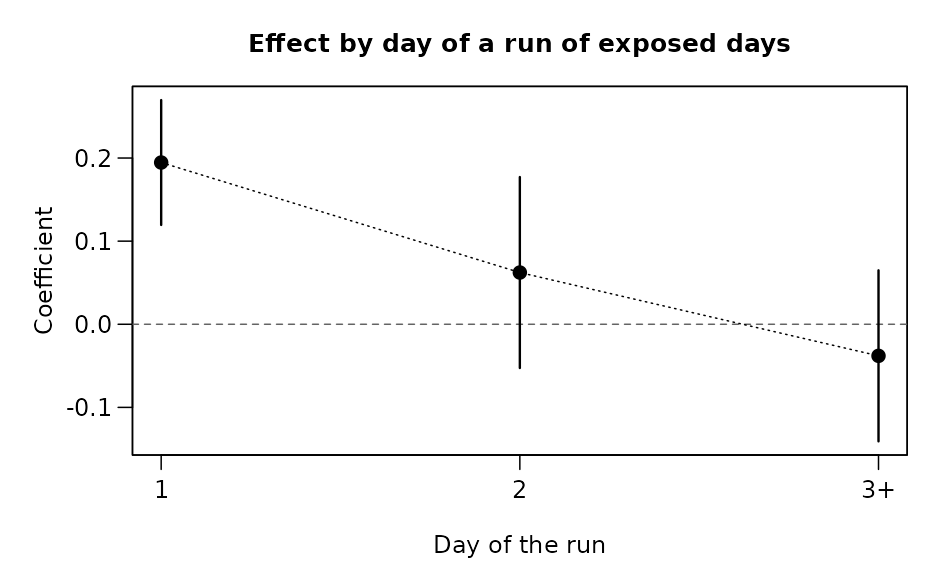 Effect by day of a run of exposed days
Coefficient
0.2
0.1
0.0
-0.1
1 2 3+
Day of the run